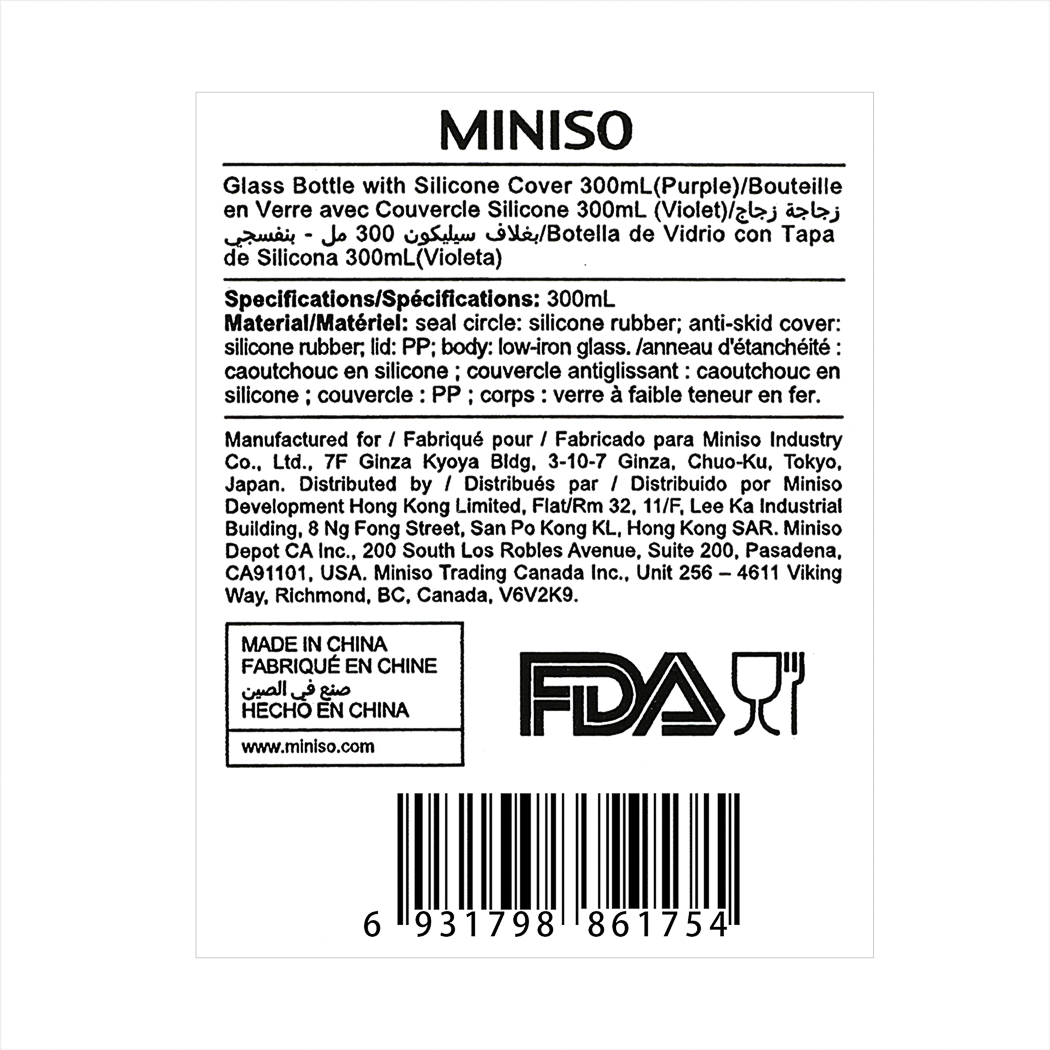 MINISO
Glass Bottle with Silicone Cover 300mL(Purple)/Bouteille
en Verre avec Couvercle Silicone 300mL (Violet)/زجاجة زجاج
بغلاف سيليكون 300 مل - بنفسجي/Botella de Vidrio con Tapa
de Silicona 300mL(Violeta)
Specifications/Spécifications: 300mL
Material/Matériel: seal circle: silicone rubber; anti-skid cover:
silicone rubber; lid: PP; body: low-iron glass. /anneau d'étanchéité :
caoutchouc en silicone ; couvercle antiglissant : caoutchouc en
silicone ; couvercle : PP ; corps : verre à faible teneur en fer.
Manufactured for / Fabriqué pour / Fabricado para Miniso Industry
Co., Ltd., 7F Ginza Kyoya Bldg, 3-10-7 Ginza, Chuo-Ku, Tokyo,
Japan. Distributed by / Distribués par / Distribuido por Miniso
Development Hong Kong Limited, Flat/Rm 32, 11/F, Lee Ka Industrial
Building, 8 Ng Fong Street, San Po Kong KL, Hong Kong SAR. Miniso
Depot CA Inc., 200 South Los Robles Avenue, Suite 200, Pasadena,
CA91101, USA. Miniso Trading Canada Inc., Unit 256 – 4611 Viking
Way, Richmond, BC, Canada, V6V2K9.
MADE IN CHINA
FABRIQUÉ EN CHINE
صنع في الصين
HECHO EN CHINA
www.miniso.com
FDA
6 931798 861754